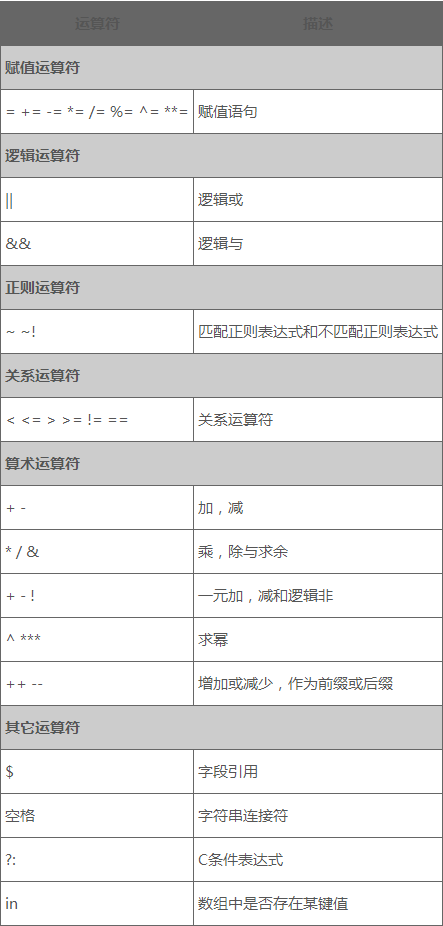 运算符 描述
赋值运算符
= += -= *= /= %= ^= **= 赋值语句
逻辑运算符
|| 逻辑或
&& 逻辑与
正则运算符
~ ~! 匹配正则表达式和不匹配正则表达式
关系运算符
< <= > >= != == 关系运算符
算术运算符
+ - 加，减
* / & 乘，除与求余
+ - ! 一元加，减和逻辑非
^ *** 求幂
++ -- 增加或减少，作为前缀或后缀
其它运算符
$ 字段引用
空格 字符串连接符
?: C条件表达式
in 数组中是否存在某键值